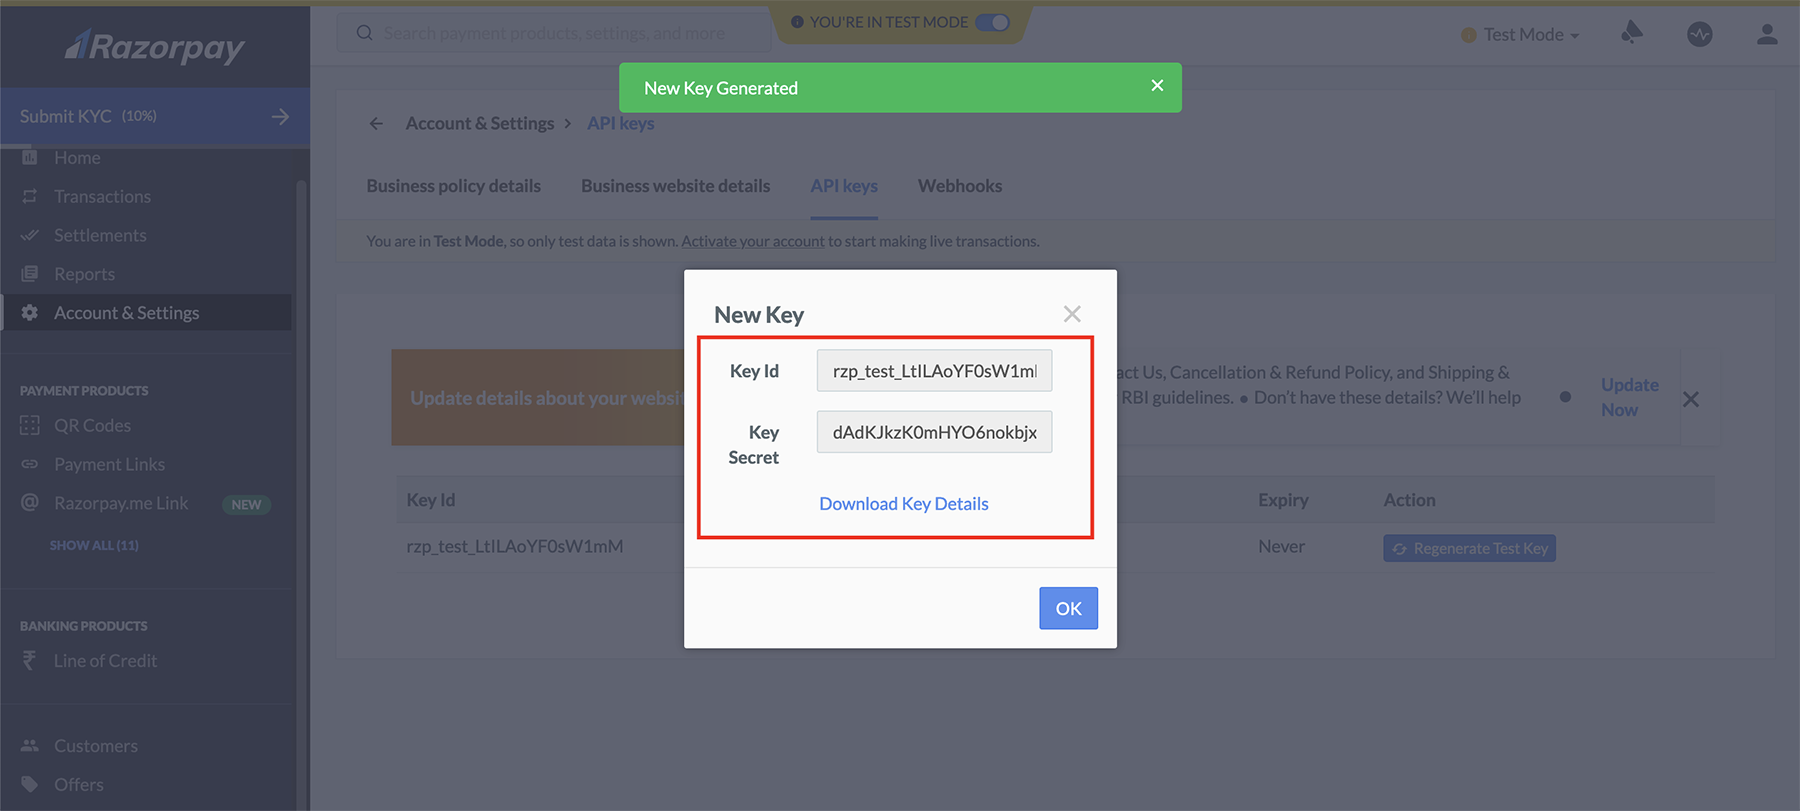 Razorpay
Search payment products, settings, and more
YOU'RE IN TEST MODE
Test Mode
New Key Generated
Submit KYC (10%)
Home
Transactions
Settlements
Reports
Account & Settings
PAYMENT PRODUCTS
QR Codes
Payment Links
Razorpay.me Link NEW
SHOW ALL (11)
BANKING PRODUCTS
Line of Credit
Customers
Offers
Account & Settings > API keys
Business policy details Business website details API keys Webhooks
You are in Test Mode, so only test data is shown. Activate your account to start making live transactions.
Update details about your websit
act Us, Cancellation & Refund Policy, and Shipping &
RBI guidelines. • Don't have these details? We'll help
Update
Now
Key Id Expiry Action
rzp_test_LtILAoYF0sW1mM Never Regenerate Test Key
New Key
Key Id rzp_test_LtILAoYF0sW1m
Key dAdKJkzK0mHYO6nokbjx
Secret
Download Key Details
OK